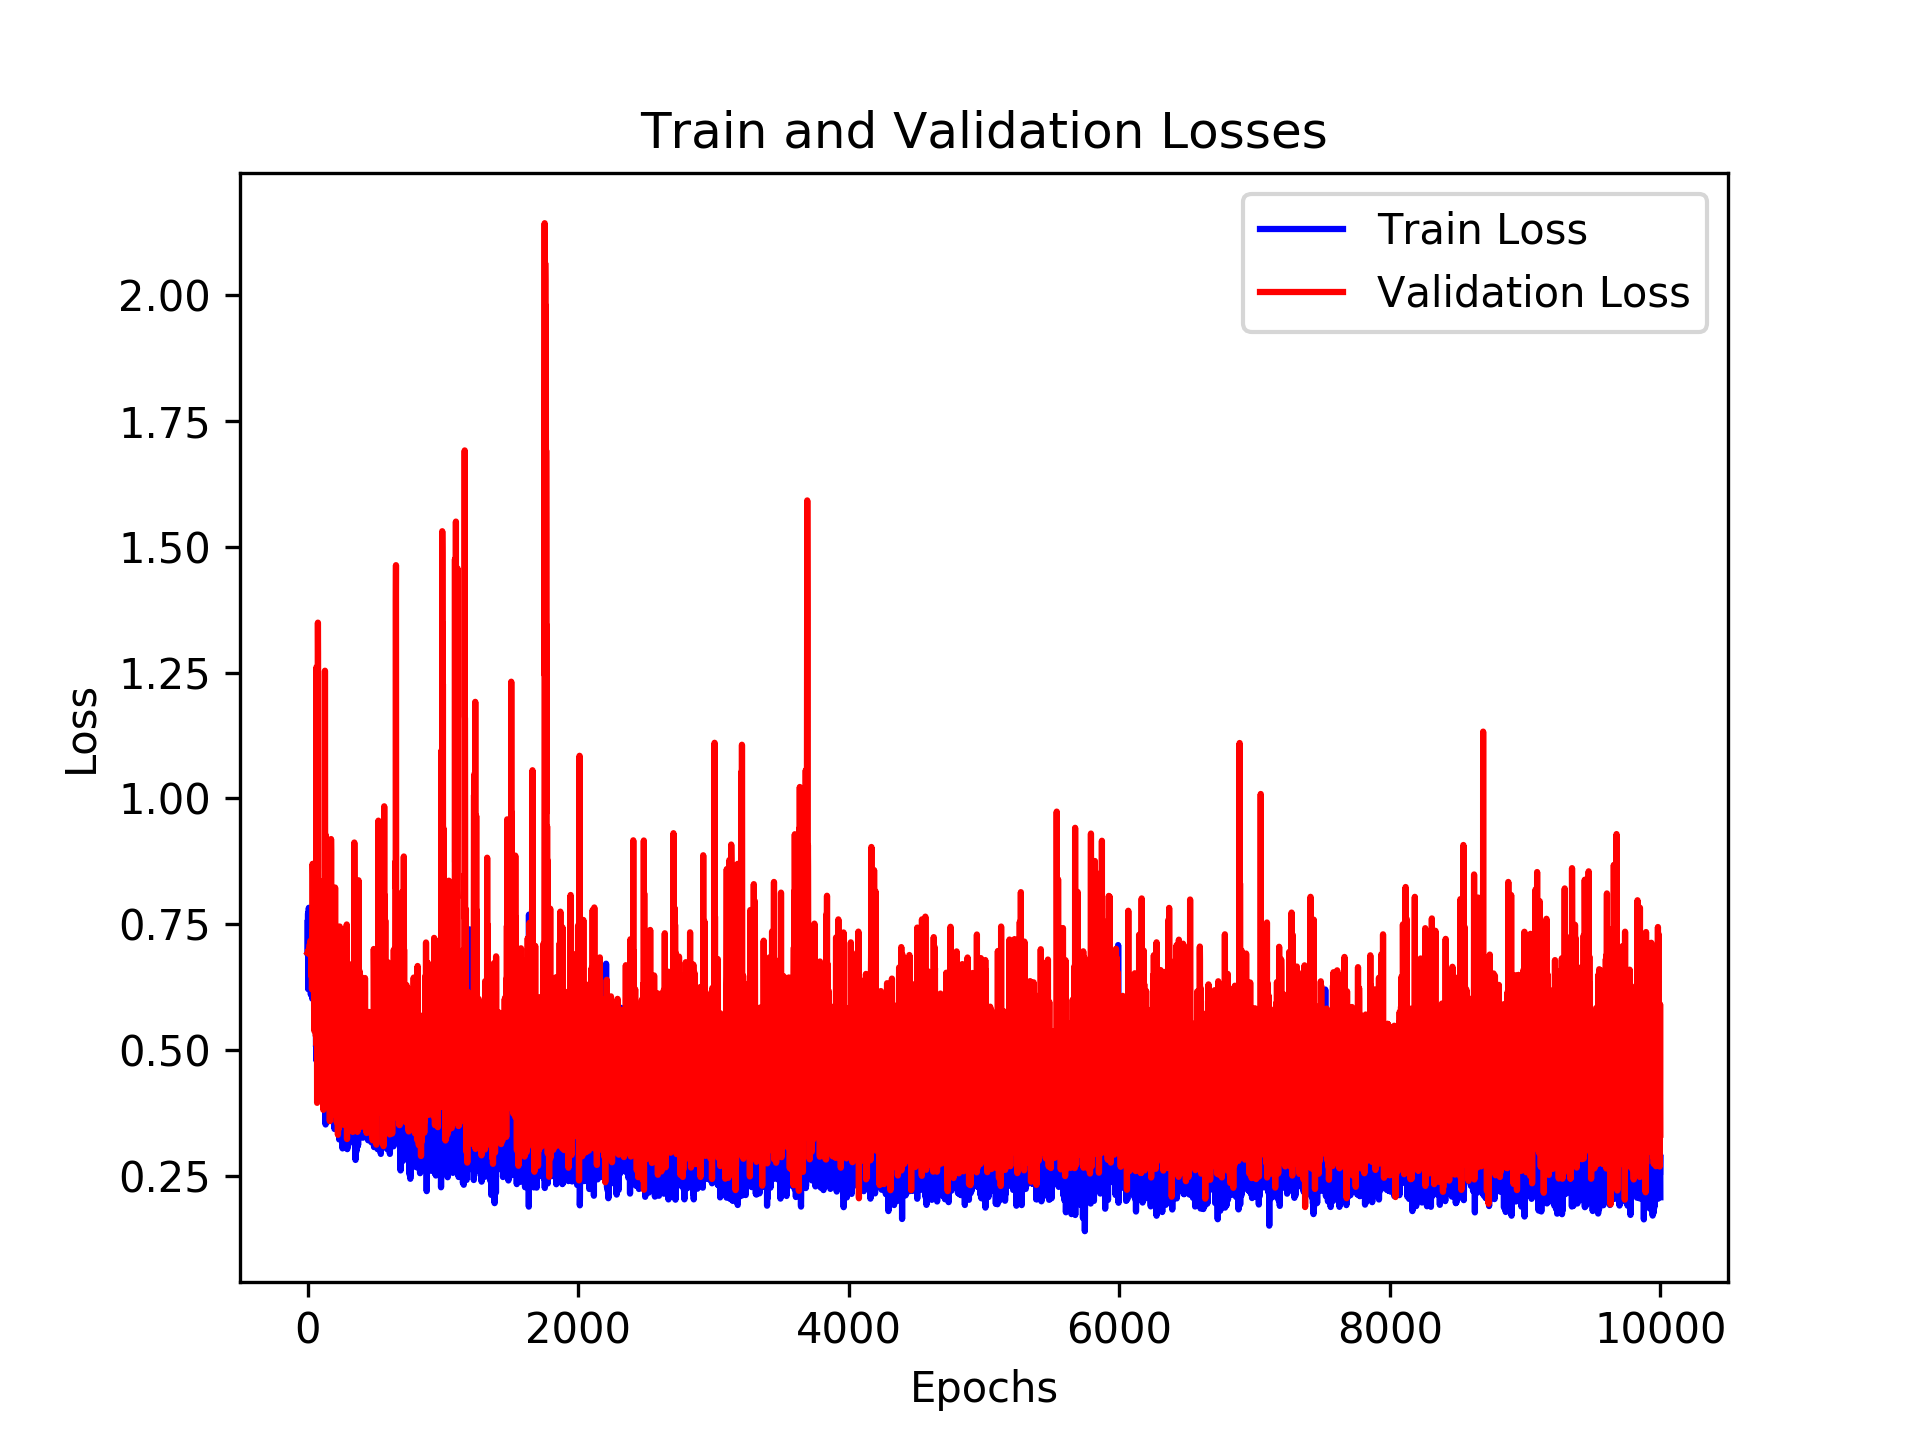 Train and Validation Losses
Train Loss
Validation Loss
2.00
1.75
1.50
1.25
1.00
0.75
0.50
0.25
Loss
0 2000 4000 6000 8000 10000
Epochs